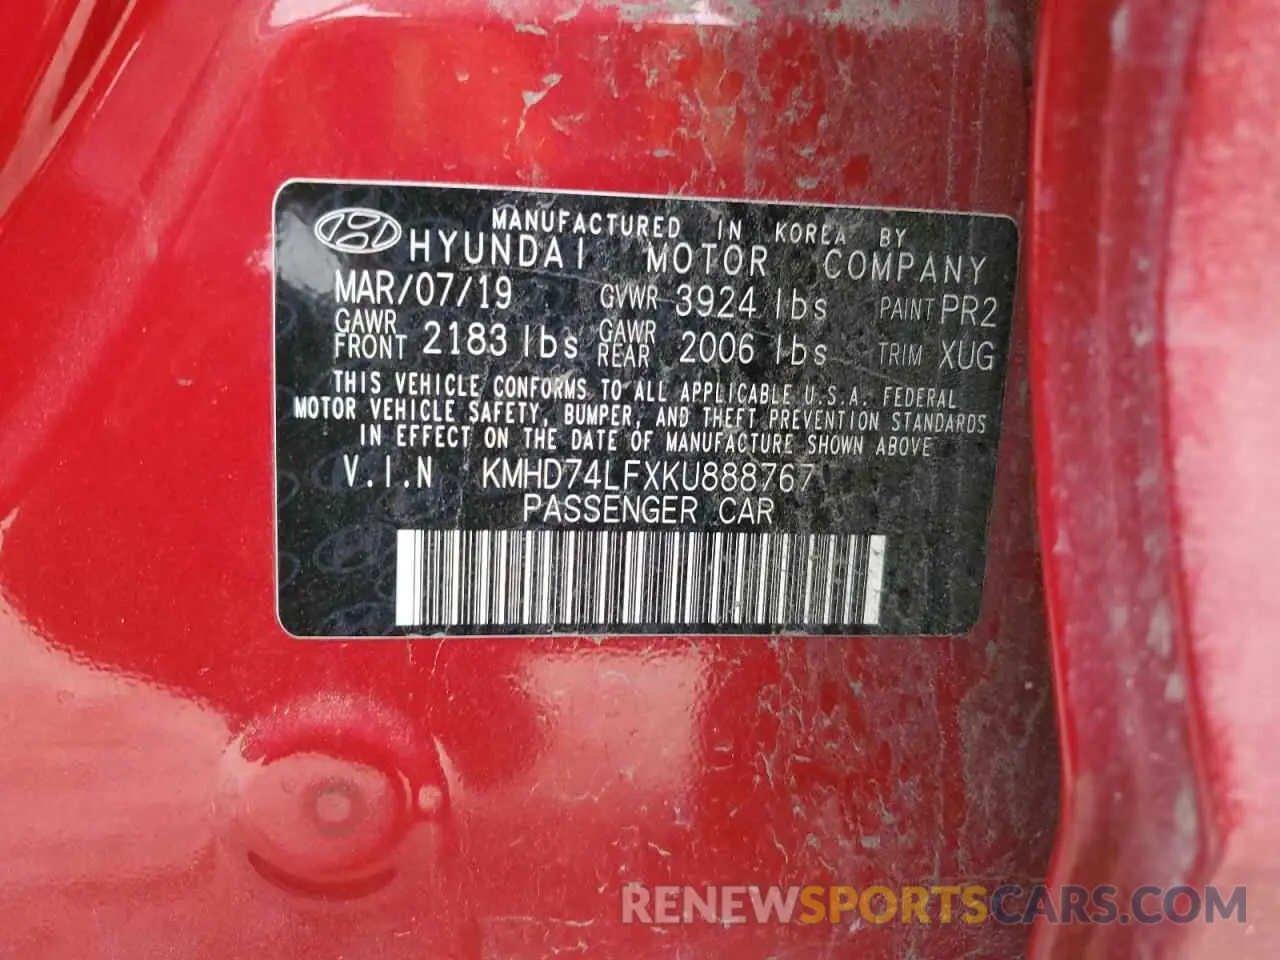 MANUFACTURED IN KOREA BY
HYUNDAI MOTOR COMPANY
MAR/07/19 GVWR 3924 lbs PAINT PR2
GAWR FRONT 2183 lbs GAWR REAR 2006 lbs TRIM XUG
THIS VEHICLE CONFORMS TO ALL APPLICABLE U.S.A. FEDERAL
MOTOR VEHICLE SAFETY, BUMPER, AND THEFT PREVENTION STANDARDS
IN EFFECT ON THE DATE OF MANUFACTURE SHOWN ABOVE
V.I.N KMHD74LFXKU888767
PASSENGER CAR
RENEWSPORTSCARS.COM